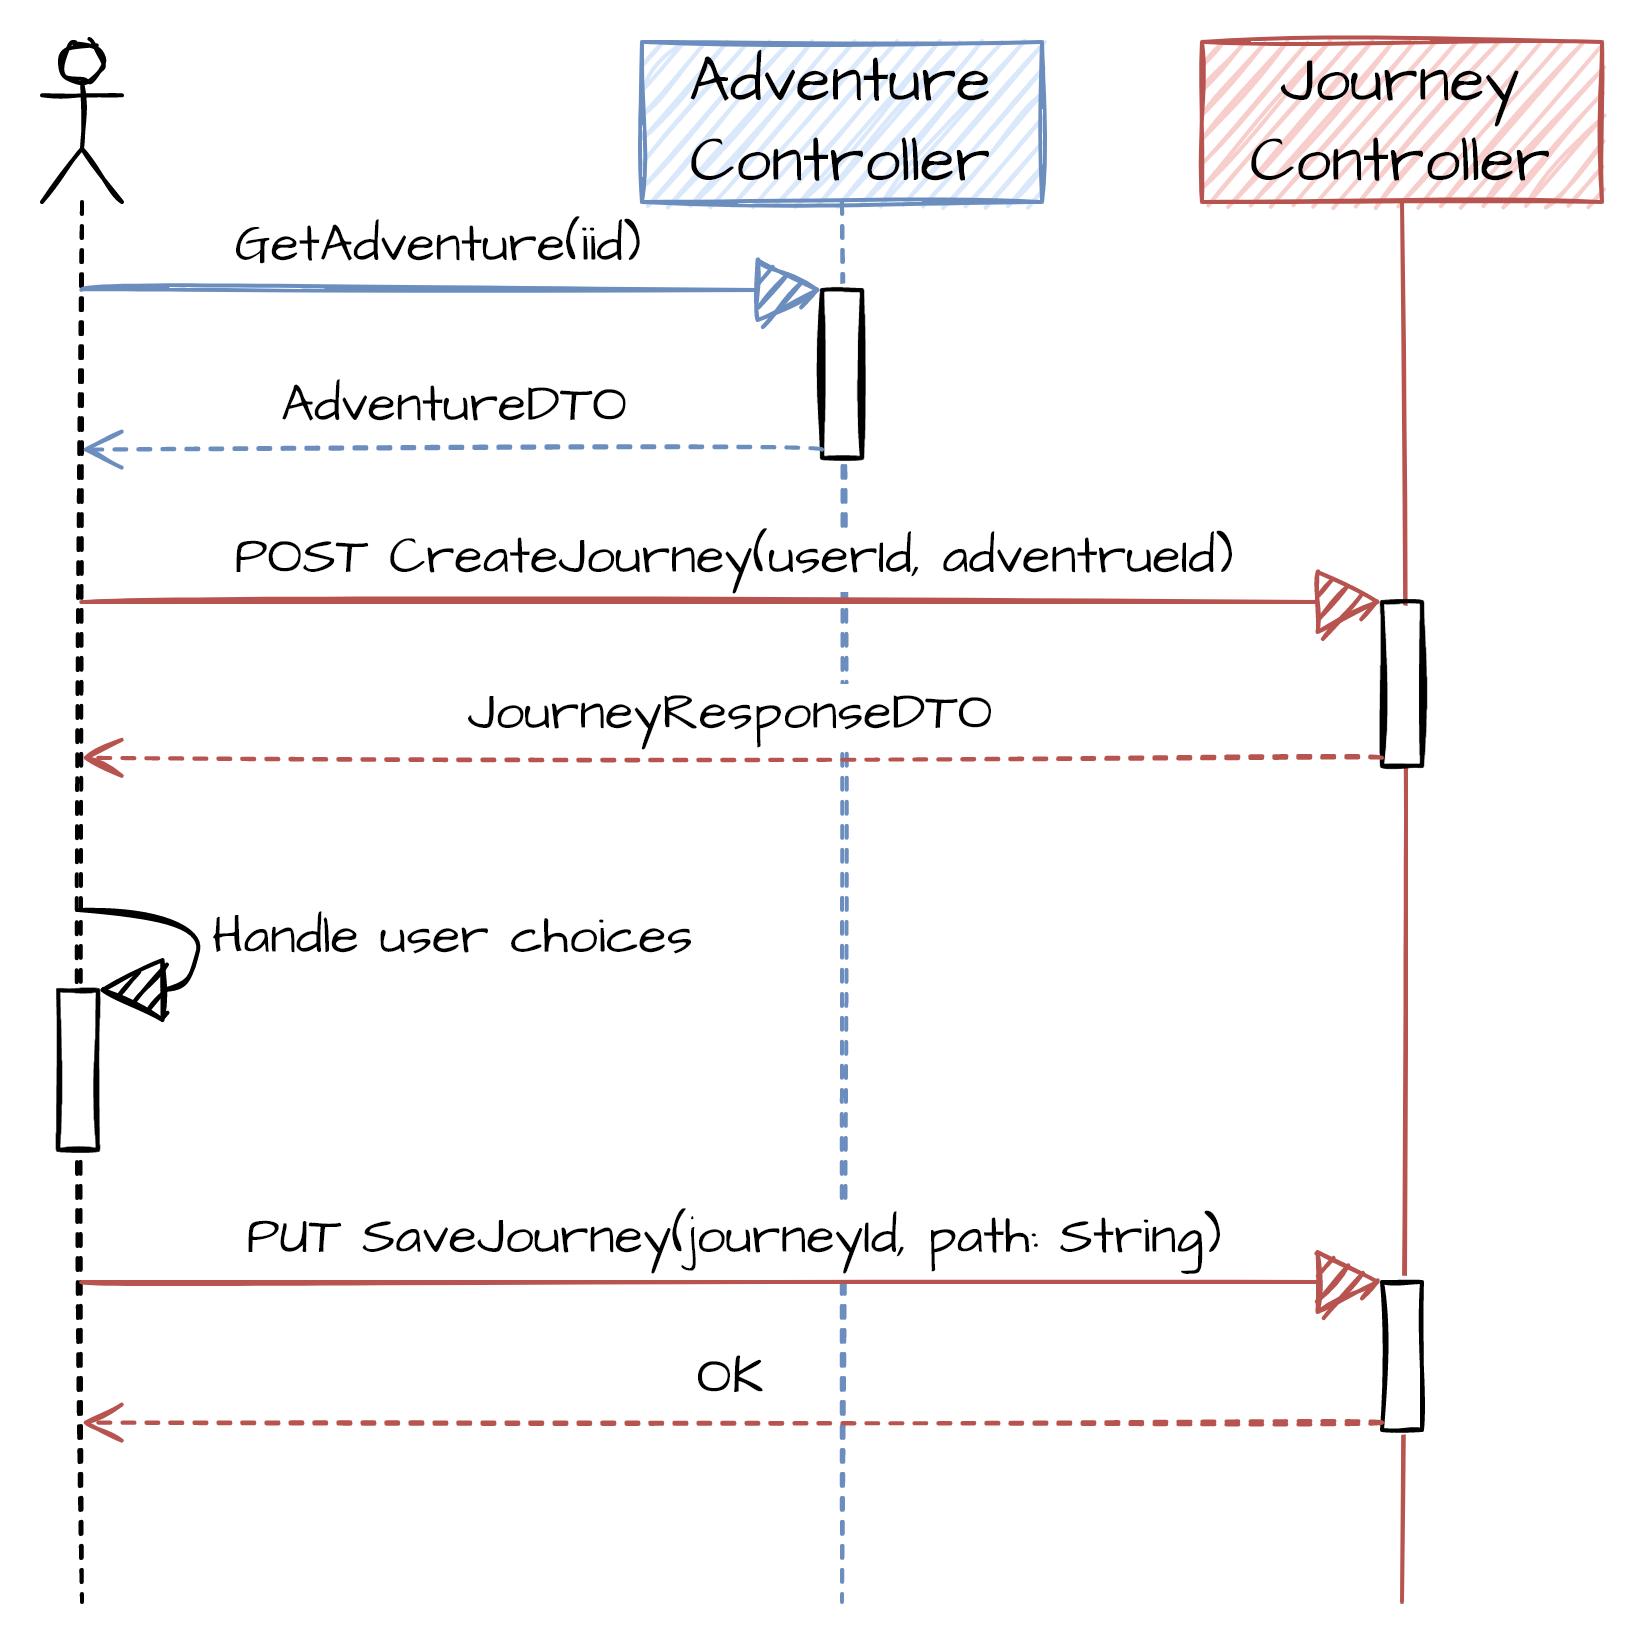 Adventure
Controller
Journey
Controller
GetAdventure(iid)
AdventureDTO
POST CreateJourney(userId, adventrueId)
JourneyResponseDTO
Handle user choices
PUT SaveJourney(journeyId, path: String)
OK